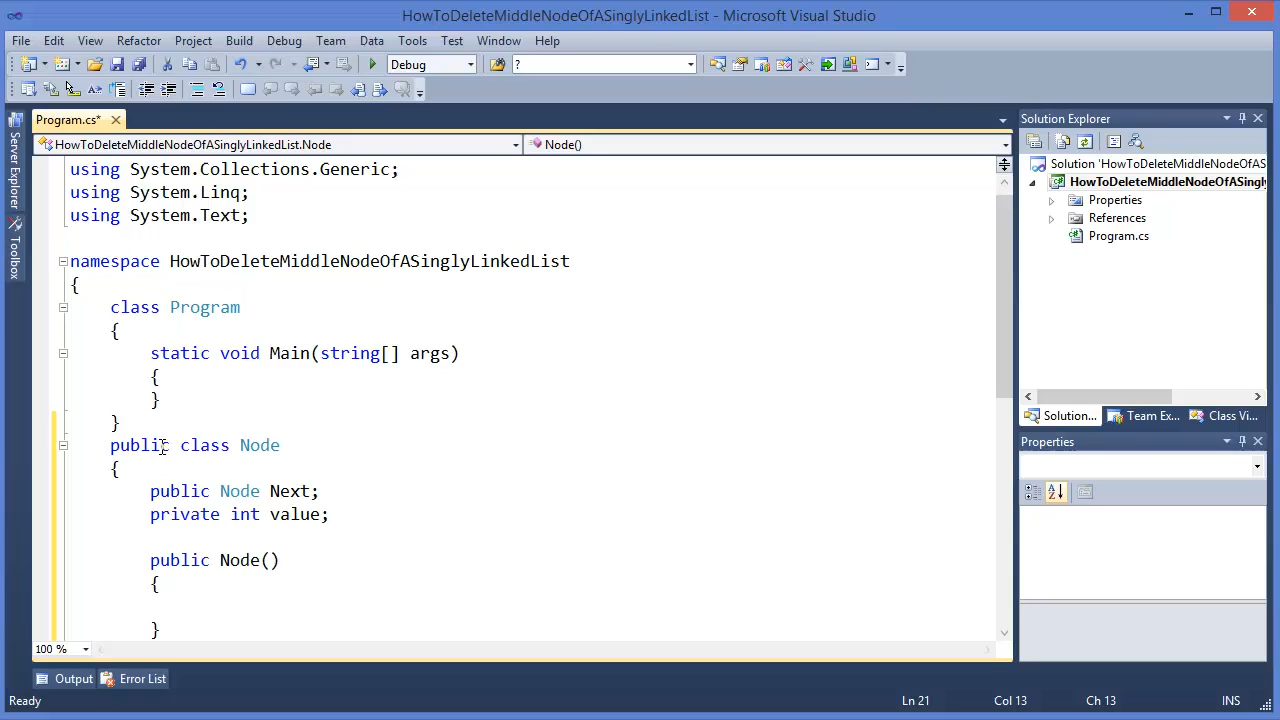 HowToDeleteMiddleNodeOfASinglyLinkedList - Microsoft Visual Studio
File Edit View Refactor Project Build Debug Team Data Tools Test Window Help
Debug ?
Server Explorer
Toolbox
Program.cs*
HowToDeleteMiddleNodeOfASinglyLinkedList.Node Node()
using System.Collections.Generic;
using System.Linq;
using System.Text;
namespace HowToDeleteMiddleNodeOfASinglyLinkedList
{
class Program
{
static void Main(string[] args)
{
}
}
public class Node
{
public Node Next;
private int value;
public Node()
{
}
100 %
Solution Explorer
Solution 'HowToDeleteMiddleNodeOfAS
HowToDeleteMiddleNodeOfASingly
Properties
References
Program.cs
Solution... Team Ex... Class Vi...
Properties
Output Error List
Ready Ln 21 Col 13 Ch 13 INS